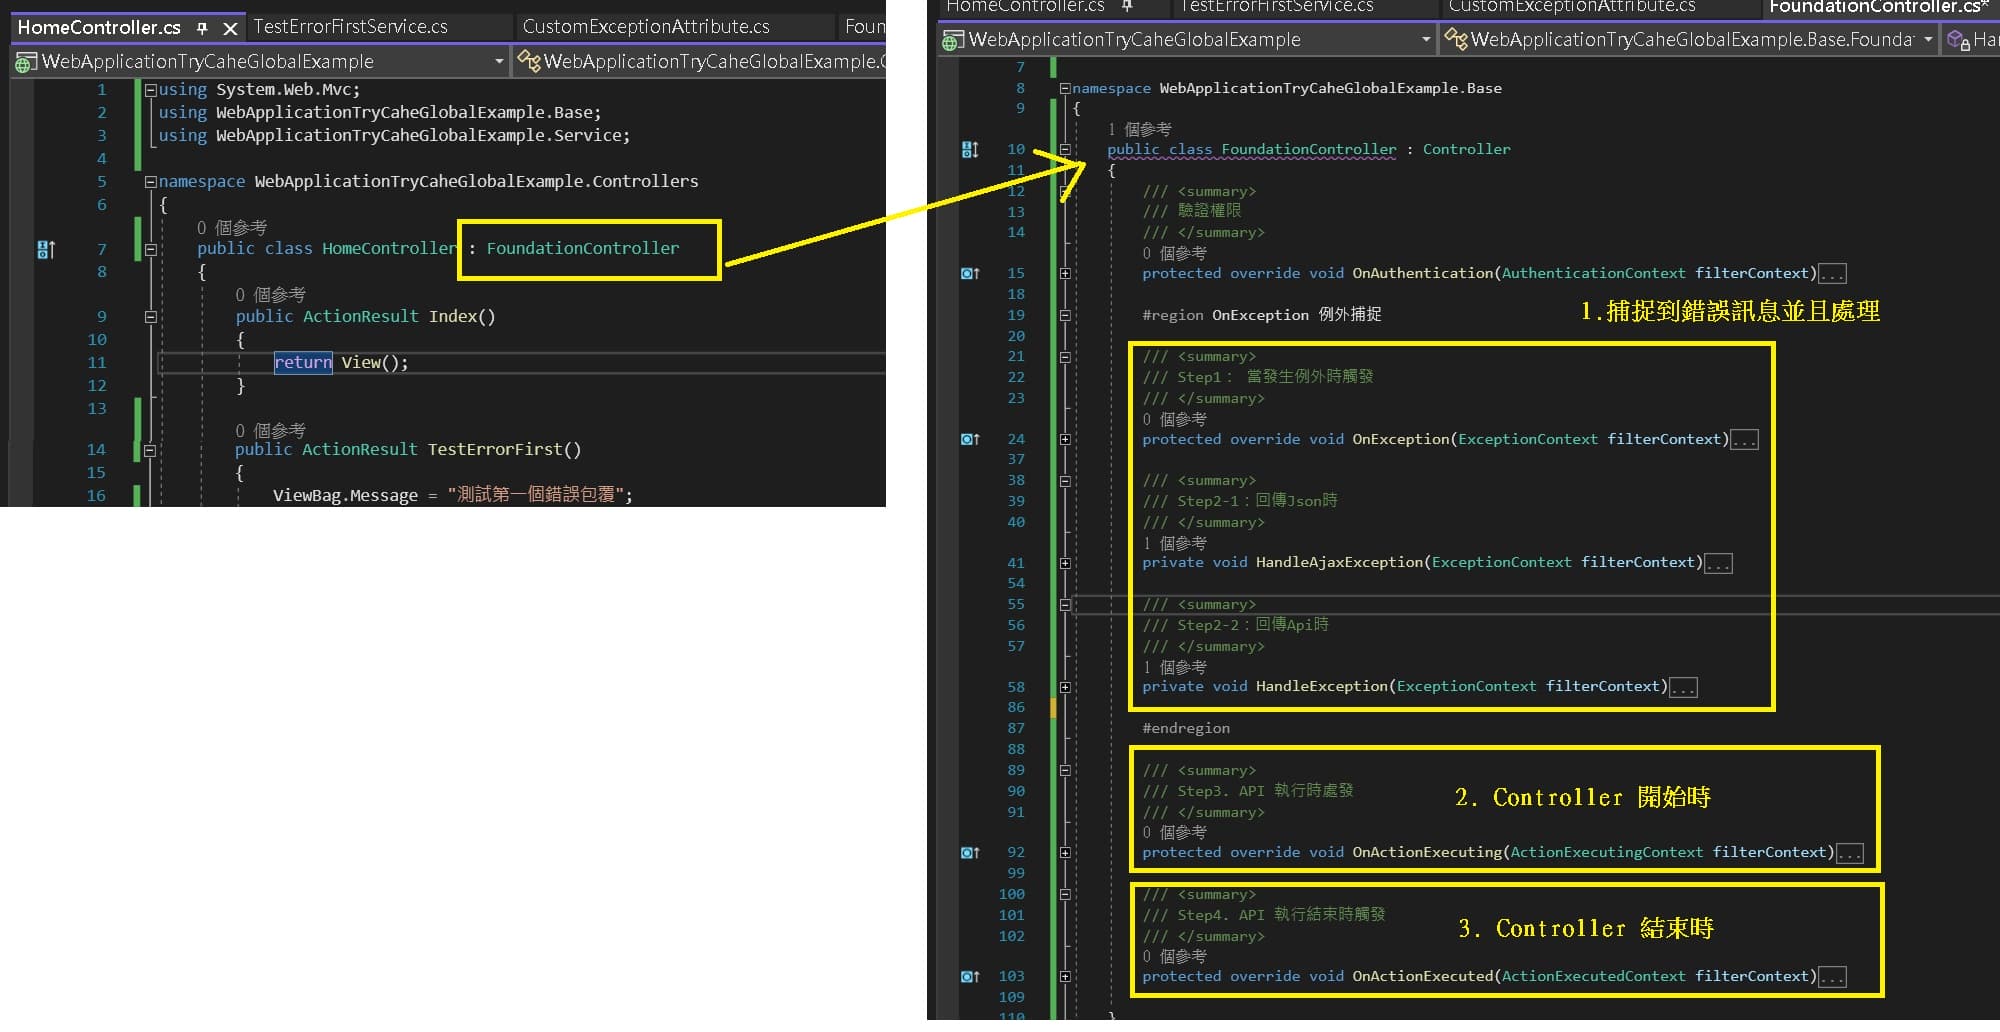 HomeController.cs
TestErrorFirstService.cs
CustomExceptionAttribute.cs
Foun
WebApplicationTryCaheGlobalExample
WebApplicationTryCaheGlobalExample.C
1 using System.Web.Mvc;
2 using WebApplicationTryCaheGlobalExample.Base;
3 using WebApplicationTryCaheGlobalExample.Service;
4
5 namespace WebApplicationTryCaheGlobalExample.Controllers
6 {
0 個參考
7 public class HomeController : FoundationController
8 {
0 個參考
9 public ActionResult Index()
10 {
11 return View();
12 }
13
0 個參考
14 public ActionResult TestErrorFirst()
15 {
16 ViewBag.Message = "測試第一個錯誤包覆";
HomeController.cs
TestErrorFirstService.cs
CustomExceptionAttribute.cs
FoundationController.cs*
WebApplicationTryCaheGlobalExample
WebApplicationTryCaheGlobalExample.Base.Founda
Har
7
8 namespace WebApplicationTryCaheGlobalExample.Base
9 {
1 個參考
10 public class FoundationController : Controller
11 {
12 /// <summary>
13 /// 驗證權限
14 /// </summary>
0 個參考
15 protected override void OnAuthentication(AuthenticationContext filterContext)...
18
1.捕捉到錯誤訊息並且處理
19 #region OnException 例外捕捉
20
21 /// <summary>
22 /// Step1： 當發生例外時觸發
23 /// </summary>
0 個參考
24 protected override void OnException(ExceptionContext filterContext)...
37
38 /// <summary>
39 /// Step2-1：回傳Json時
40 /// </summary>
1 個參考
41 private void HandleAjaxException(ExceptionContext filterContext)...
54
55 /// <summary>
56 /// Step2-2：回傳Api時
57 /// </summary>
1 個參考
58 private void HandleException(ExceptionContext filterContext)...
86
87 #endregion
88
89 /// <summary>
90 /// Step3. API 執行時處發
2. Controller 開始時
91 /// </summary>
0 個參考
92 protected override void OnActionExecuting(ActionExecutingContext filterContext)...
99
100 /// <summary>
101 /// Step4. API 執行結束時觸發
3. Controller 結束時
102 /// </summary>
0 個參考
103 protected override void OnActionExecuted(ActionExecutedContext filterContext)...
109
110 }